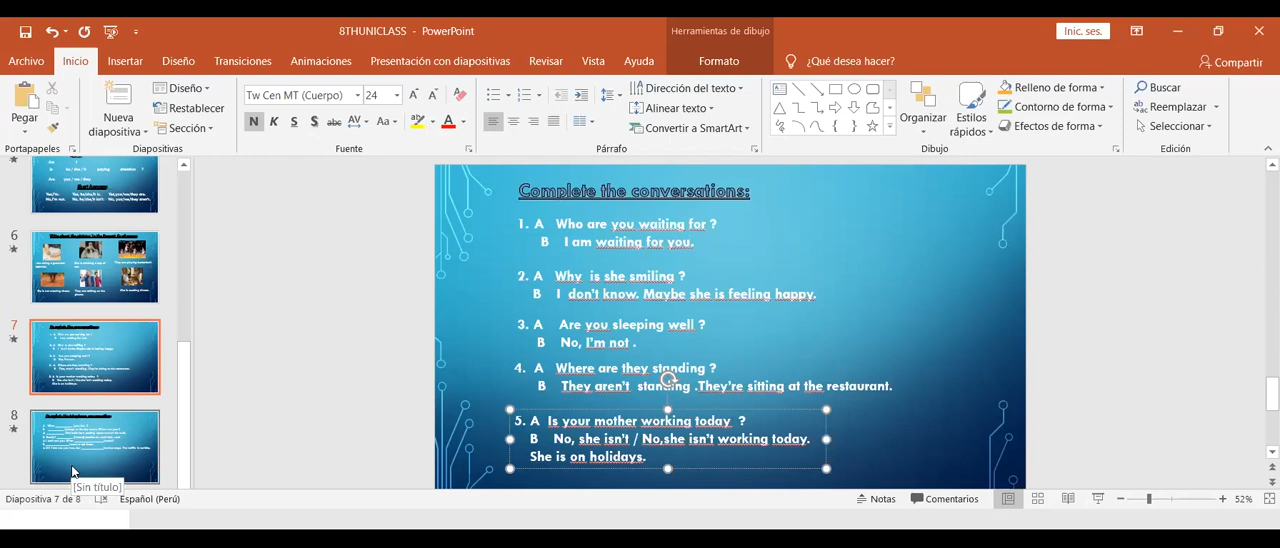 8THUNICLASS - PowerPoint
Herramientas de dibujo
Inic. ses.
Archivo Inicio Insertar Diseño Transiciones Animaciones Presentación con diapositivas Revisar Vista Ayuda Formato ¿Qué desea hacer? Compartir
Pegar
Nueva diapositiva
Diseño
Restablecer
Sección
Tw Cen MT (Cuerpo) 24
N K S S abc AV Aa A
Dirección del texto
Alinear texto
Convertir a SmartArt
Organizar
Estilos rápidos
Relleno de forma
Contorno de forma
Efectos de forma
Buscar
Reemplazar
Seleccionar
Portapapeles Diapositivas Fuente Párrafo Dibujo Edición
6
7
8
[Sin título]
Complete the conversations:
1. A Who are you waiting for ?
B I am waiting for you.
2. A Why is she smiling ?
B I don't know. Maybe she is feeling happy.
3. A Are you sleeping well ?
B No, I'm not .
4. A Where are they standing ?
B They aren't standing .They're sitting at the restaurant.
5. A Is your mother working today ?
B No, she isn't / No,she isn't working today.
She is on holidays.
Diapositiva 7 de 8 Español (Perú) Notas Comentarios 52%